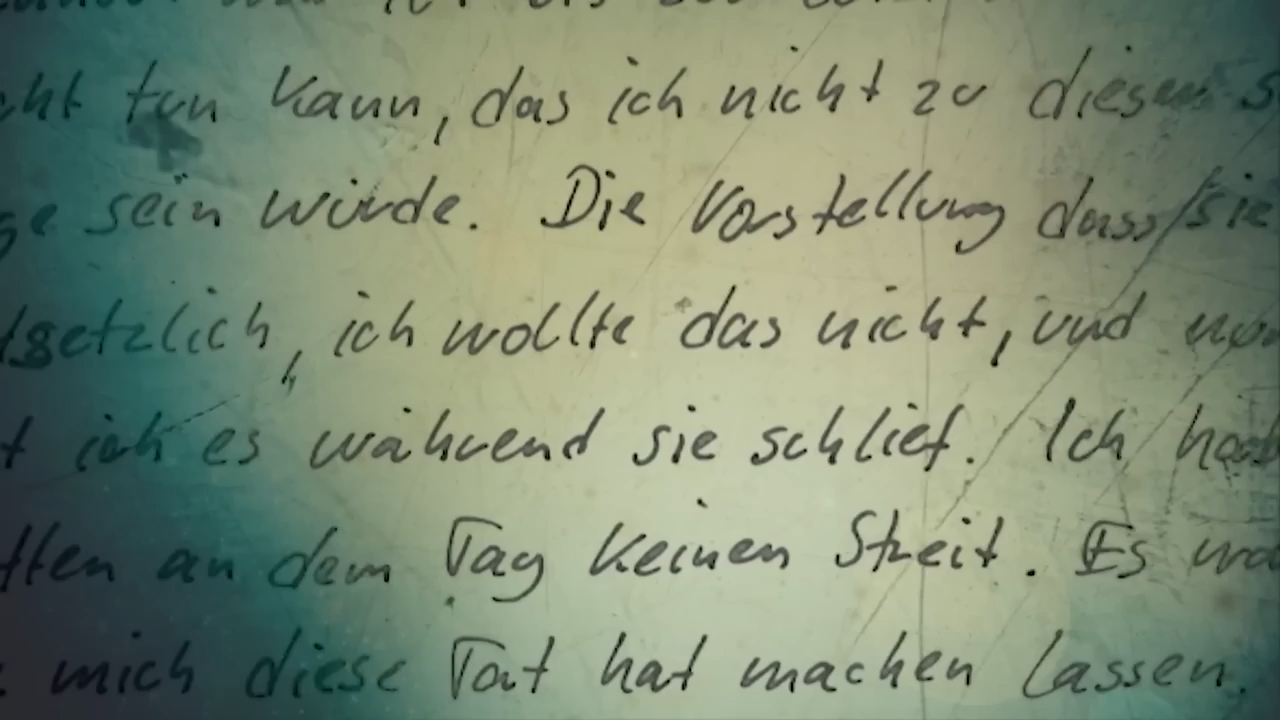 tun kann, das ich nicht zu diesem
sein würde. Die Vorstellung dass sie
ich wollte das nicht, und
ich es während sie schlief. Ich
an dem Tag keinen Streit. Es
mich diese Tat hat machen lassen.